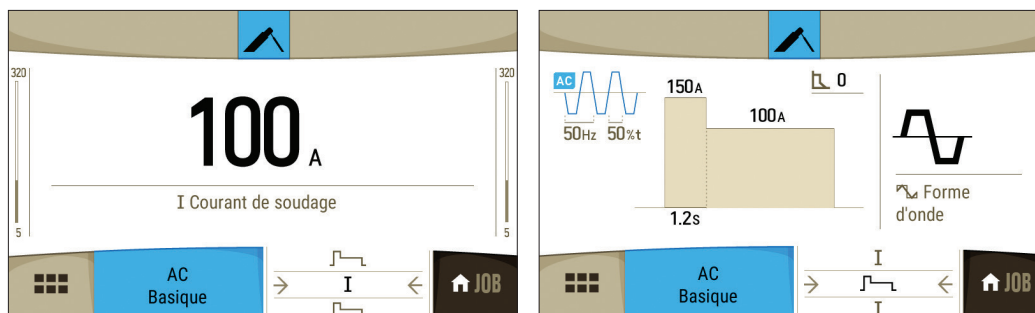 320
320
100 A
I Courant de soudage
5
5
AC
Basique
I
JOB
AC
50Hz 50%t
150A
100A
0
1.2s
Forme
d'onde
AC
Basique
I
I
JOB